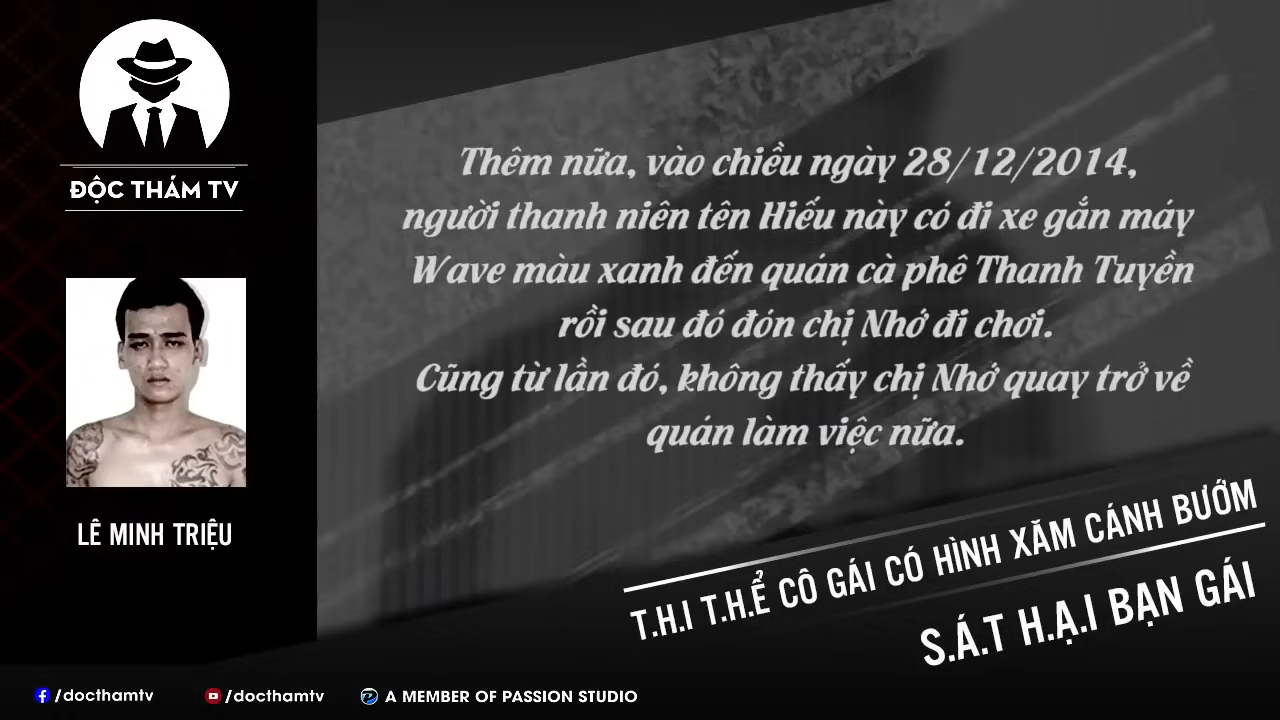 ĐỘC THÁM TV
LÊ MINH TRIỆU
Thêm nữa, vào chiều ngày 28/12/2014,
người thanh niên tên Hiếu này có đi xe gắn máy
Wave màu xanh đến quán cà phê Thanh Tuyền
rồi sau đó đón chị Nhớ đi chơi.
Cũng từ lần đó, không thấy chị Nhớ quay trở về
quán làm việc nữa.
T.H.I T.H.Ể CÔ GÁI CÓ HÌNH XĂM CÁNH BƯỚM
S.Á.T H.Ạ.I BẠN GÁI
/docthamtv
/docthamtv
A MEMBER OF PASSION STUDIO